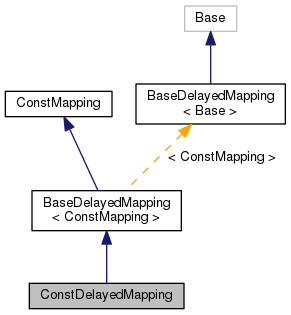 Base
ConstMapping
BaseDelayedMapping
< Base >
< ConstMapping >
BaseDelayedMapping
< ConstMapping >
ConstDelayedMapping